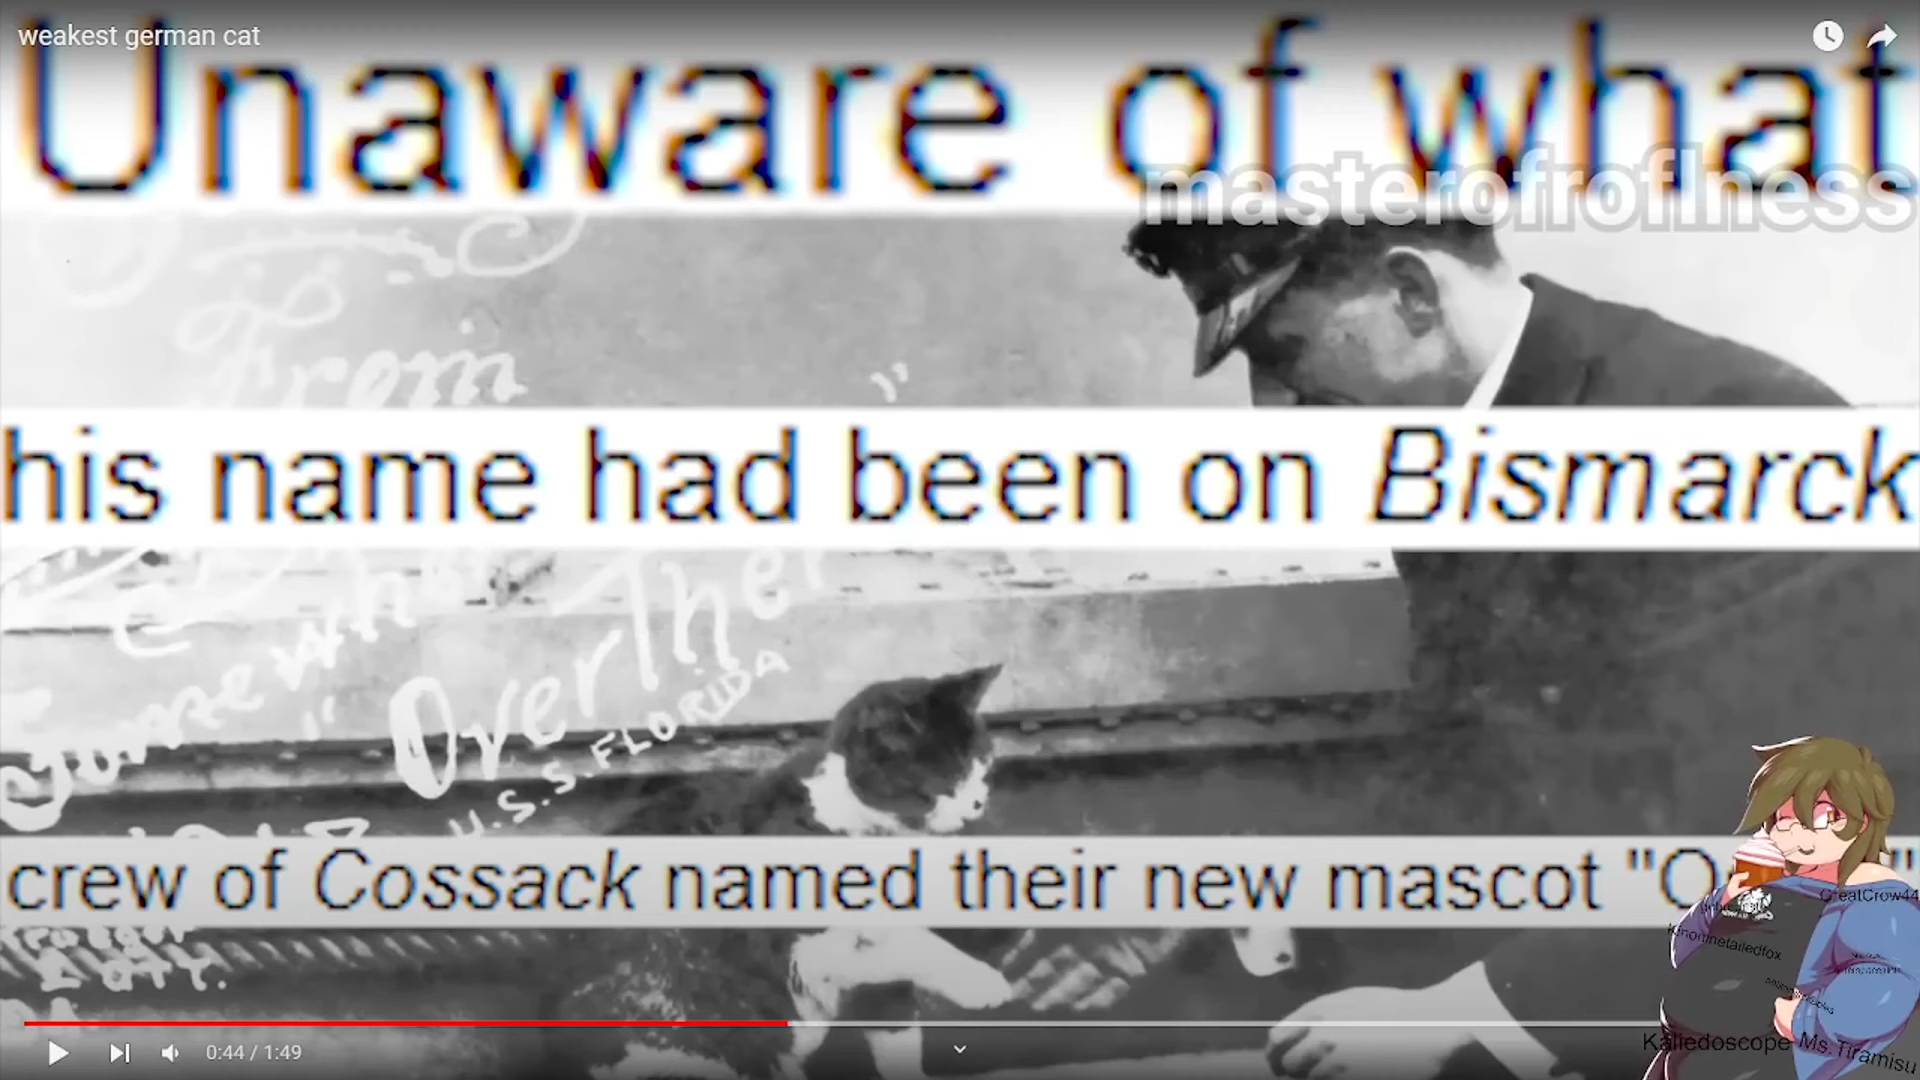 weakest german cat
Unaware of what
masterofroflness
From
his name had been on Bismarck
Somewhere
"Over There
U.S.S. FLORIDA
crew of Cossack named their new mascot "O
GreatCrow44
Kinominetailedfox
Kaliedoscope Ms.Tiramisu
0:44 / 1:49